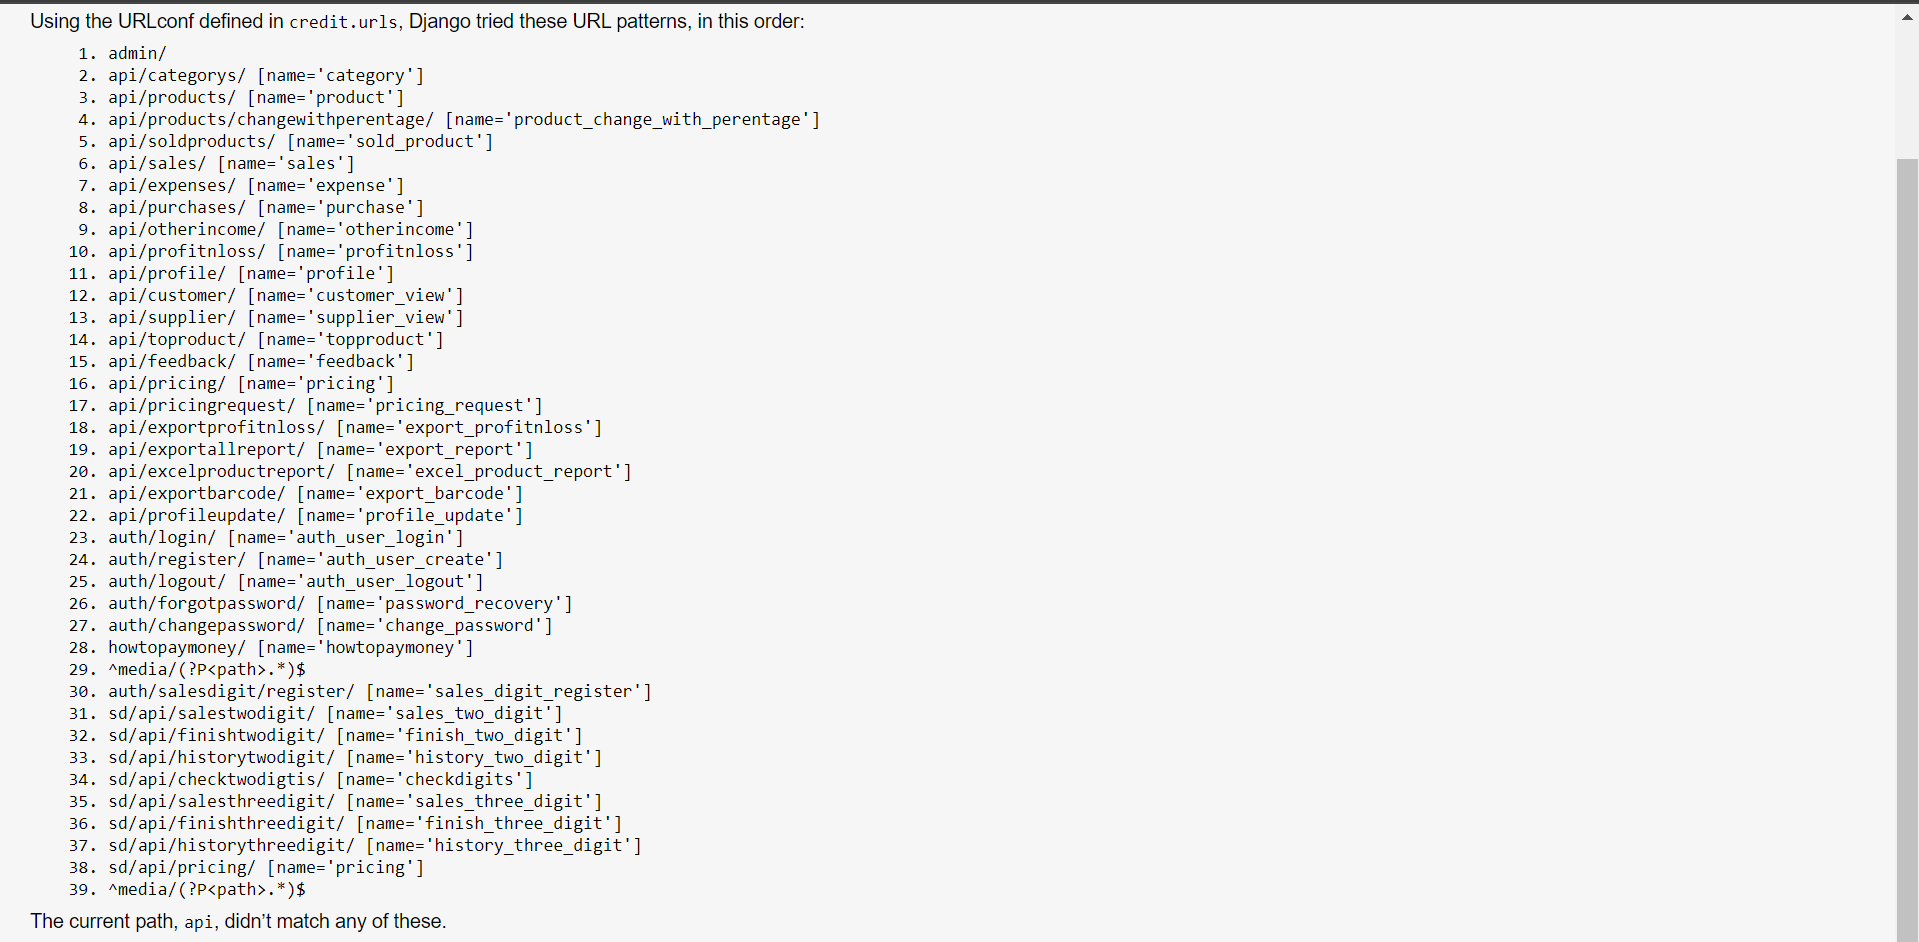 Using the URLconf defined in credit.urls, Django tried these URL patterns, in this order:
1. admin/
2. api/categorys/ [name='category']
3. api/products/ [name='product']
4. api/products/changewithperentage/ [name='product_change_with_perentage']
5. api/soldproducts/ [name='sold_product']
6. api/sales/ [name='sales']
7. api/expenses/ [name='expense']
8. api/purchases/ [name='purchase']
9. api/otherincome/ [name='otherincome']
10. api/profitnloss/ [name='profitnloss']
11. api/profile/ [name='profile']
12. api/customer/ [name='customer_view']
13. api/supplier/ [name='supplier_view']
14. api/toproduct/ [name='topproduct']
15. api/feedback/ [name='feedback']
16. api/pricing/ [name='pricing']
17. api/pricingrequest/ [name='pricing_request']
18. api/exportprofitnloss/ [name='export_profitnloss']
19. api/exportallreport/ [name='export_report']
20. api/excelproductreport/ [name='excel_product_report']
21. api/exportbarcode/ [name='export_barcode']
22. api/profileupdate/ [name='profile_update']
23. auth/login/ [name='auth_user_login']
24. auth/register/ [name='auth_user_create']
25. auth/logout/ [name='auth_user_logout']
26. auth/forgotpassword/ [name='password_recovery']
27. auth/changepassword/ [name='change_password']
28. howtopaymoney/ [name='howtopaymoney']
29. ^media/(?P<path>.*)$
30. auth/salesdigit/register/ [name='sales_digit_register']
31. sd/api/salestwodigit/ [name='sales_two_digit']
32. sd/api/finishtwodigit/ [name='finish_two_digit']
33. sd/api/historytwodigit/ [name='history_two_digit']
34. sd/api/checktwodigtis/ [name='checkdigits']
35. sd/api/salesthreedigit/ [name='sales_three_digit']
36. sd/api/finishthreedigit/ [name='finish_three_digit']
37. sd/api/historythreedigit/ [name='history_three_digit']
38. sd/api/pricing/ [name='pricing']
39. ^media/(?P<path>.*)$
The current path, api, didn’t match any of these.